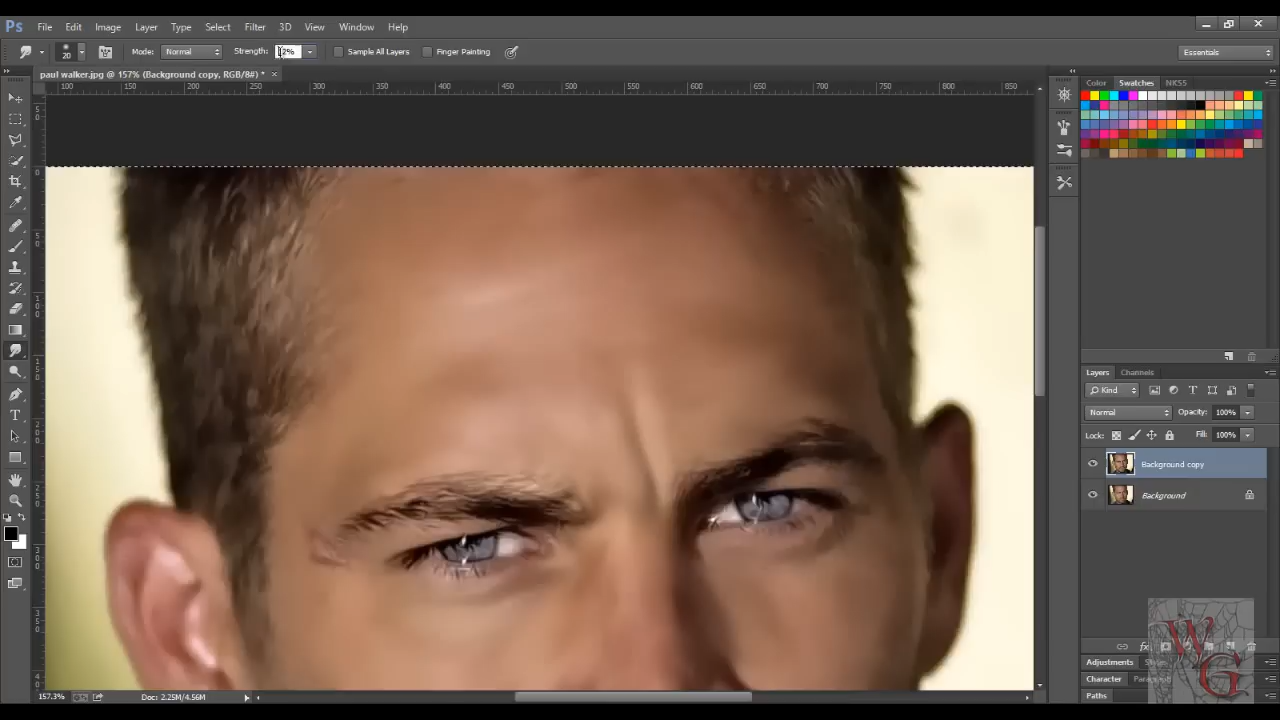 Ps File Edit Image Layer Type Select Filter 3D View Window Help
20 Mode: Normal Strength: Sample All Layers Finger Painting Essentials
paul walker.jpg @ 157% (Background copy, RGB/8#) * ×
100 300 350 400 450 500 550 600 650 700 750 800 850
Color Swatches NK55
Layers Channels
Kind
Normal Opacity: 100%
Lock: Fill: 100%
Background copy
Background
Adjustments
Character
Paths
157.3% Doc: 2.25M/4.56M
WG